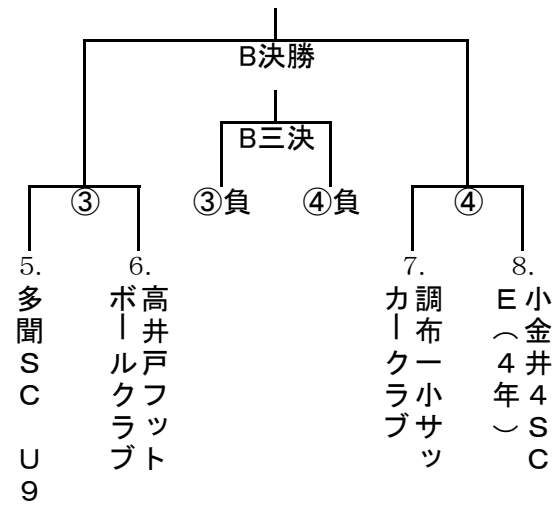 B決勝
B三決
③
③負
④負
④
5.
多聞SC U9
6.
高井戸フット
ボールクラブ
7.
調布一小サッ
カークラブ
8.
小金井4SC
E（4年）